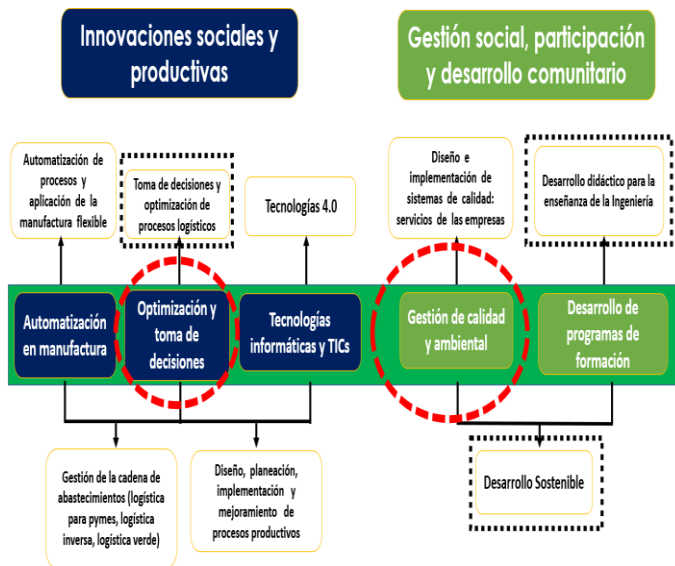 Innovaciones sociales y
productivas
Gestión social, participación
y desarrollo comunitario
Automatización de
procesos y
aplicación de la
manufactura flexible
Toma de decisiones y
optimización de
procesos logísticos
Tecnologías 4.0
Diseño e
implementación de
sistemas de calidad:
servicios de las empresas
Desarrollo didáctico para la
enseñanza de la Ingeniería
Automatización
en manufactura
Optimización y
toma de
decisiones
Tecnologías
informáticas y TICs
Gestión de calidad
y ambiental
Desarrollo de
programas de
formación
Gestión de la cadena de
abastecimientos (logística
para pymes, logística
inversa, logística verde)
Diseño, planeación,
implementación y
mejoramiento de
procesos productivos
Desarrollo Sostenible